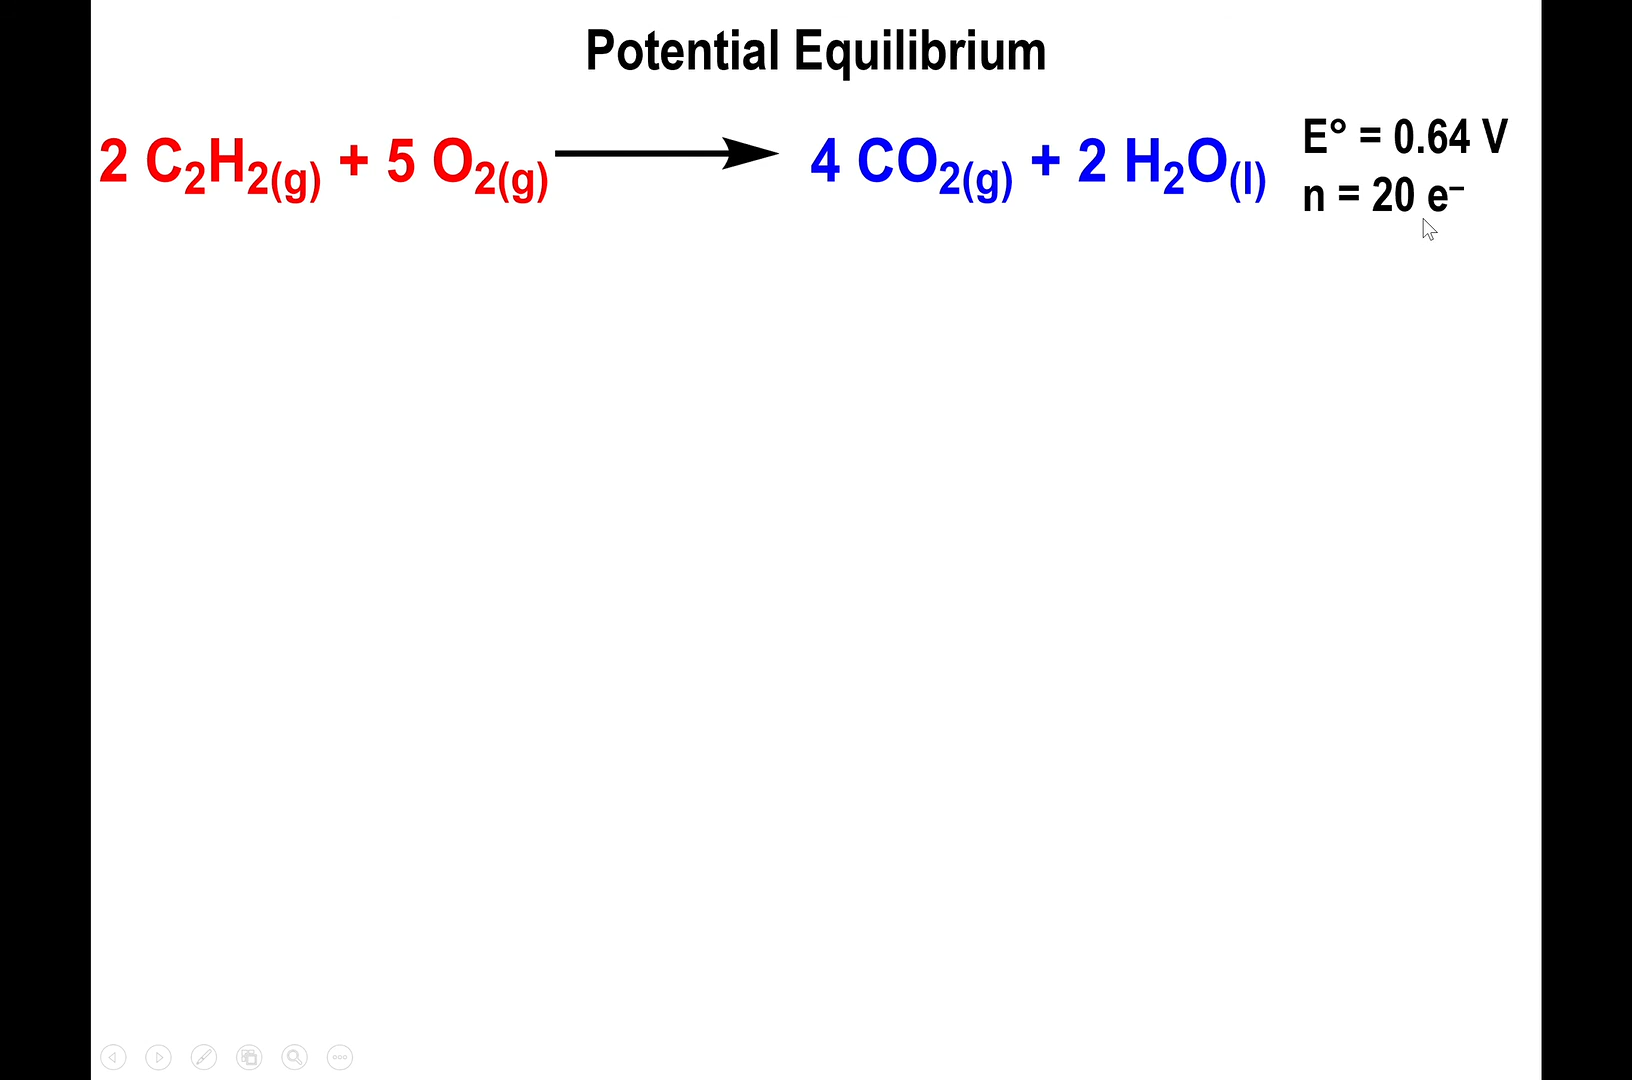 Potential Equilibrium
2 C₂H₂(g) + 5 O₂(g) ⟶ 4 CO₂(g) + 2 H₂O(l)
E° = 0.64 V
n = 20 e⁻